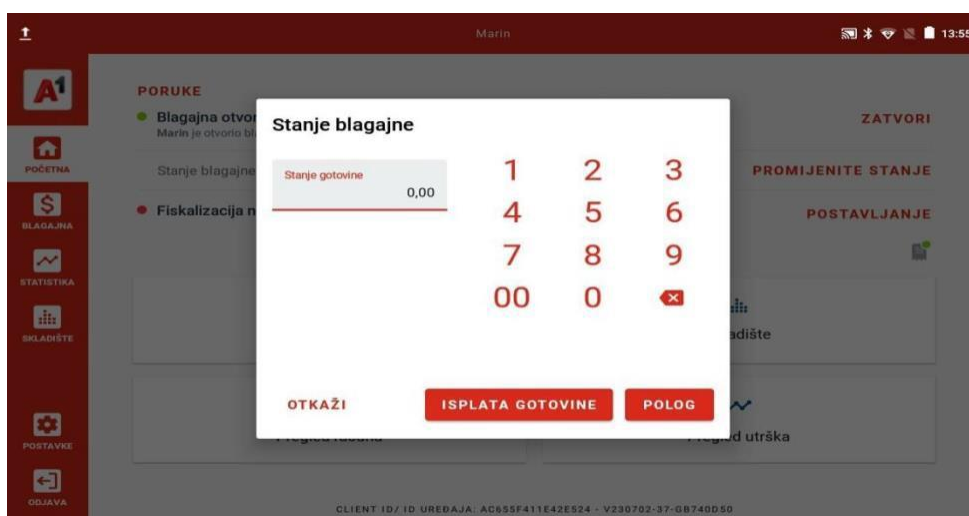 Marin
13:55
A1
PORUKE
Blagajna otvor
ZATVORI
Marin je otvorio bl
POČETNA
Stanje blagajne
PROMIJENITE STANJE
BLAGAJNA
Fiskalizacija n
POSTAVLJANJE
STATISTIKA
SKLADIŠTE
adište
Stanje blagajne
Stanje gotovine
0,00
1 2 3
4 5 6
7 8 9
00 0
OTKAŽI
ISPLATA GOTOVINE
POLOG
POSTAVKE
d utrška
ODJAVA
CLIENT ID/ ID UREĐAJA: AC655F411E42E524 - V230702-37-GB740D50